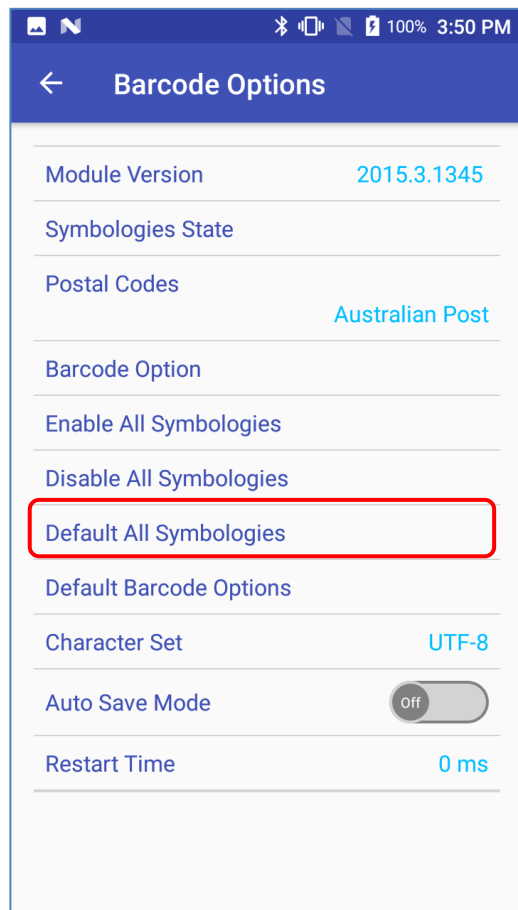 100% 3:50 PM
Barcode Options
Module Version 2015.3.1345
Symbologies State
Postal Codes
Australian Post
Barcode Option
Enable All Symbologies
Disable All Symbologies
Default All Symbologies
Default Barcode Options
Character Set UTF-8
Auto Save Mode Off
Restart Time 0 ms